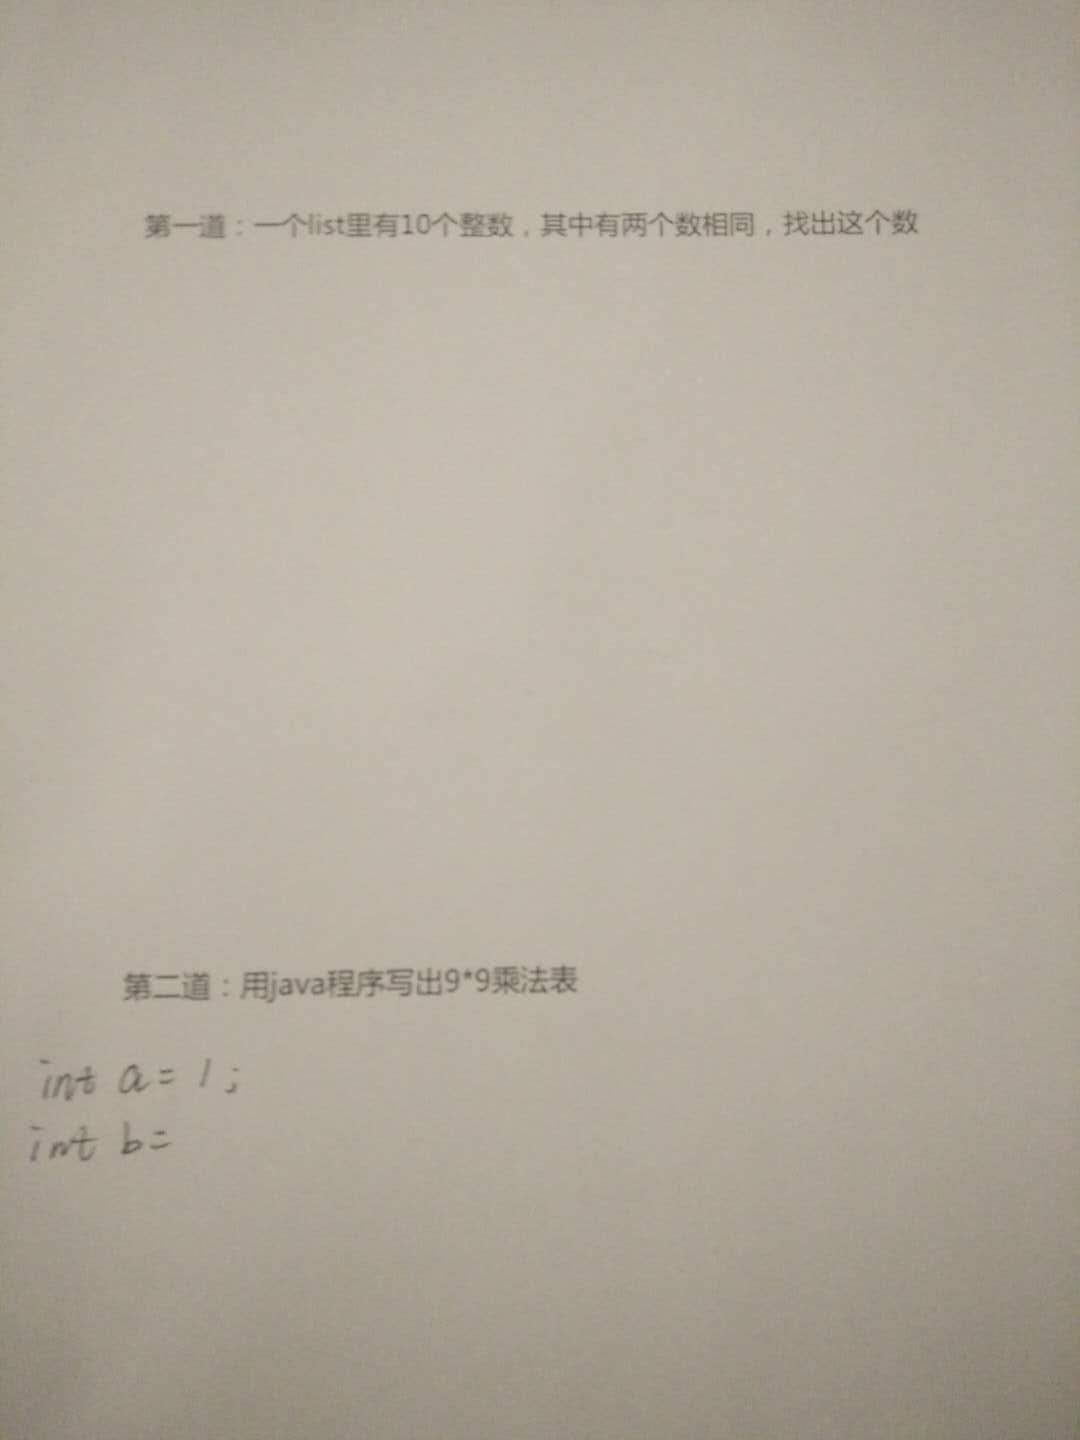 第一道：一个list里有10个整数，其中有两个数相同，找出这个数
第二道：用java程序写出9*9乘法表
int a = 1;
int b =